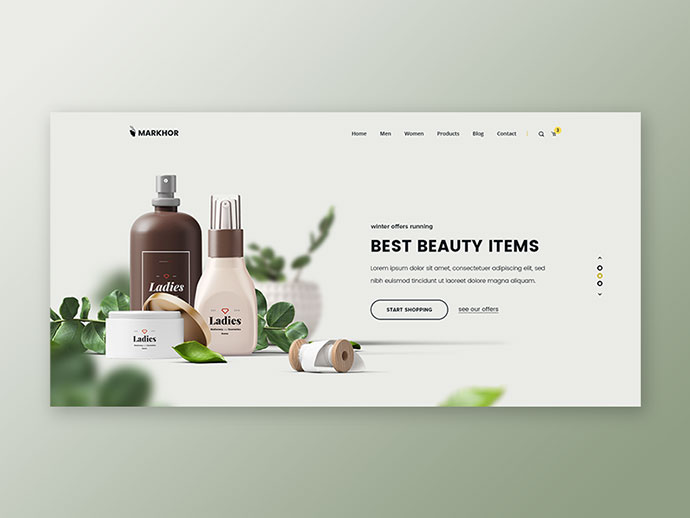 MARKHOR
Home Men Women Products Blog Contact
3
winter offers running
BEST BEAUTY ITEMS
Lorem ipsum dolor sit amet, consectetuer adipiscing elit, sed
nibh euismod tincidunt ut laoreet dolore magna aliquam.
START SHOPPING see our offers
Ladies
Ladies
Ladies